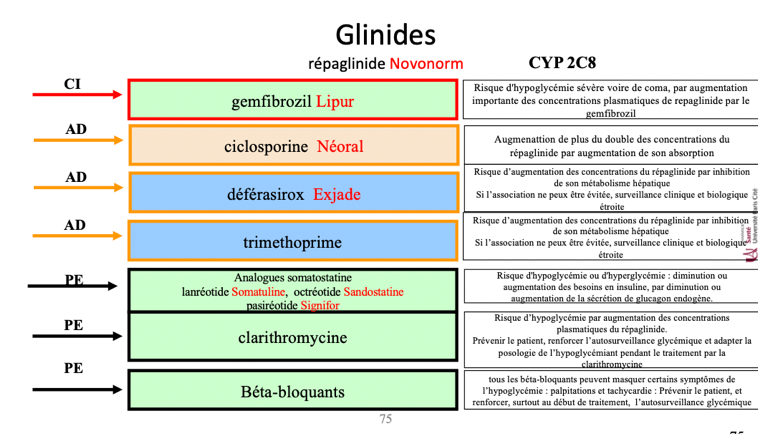 Glinides
répaglinide Novonorm
CYP 2C8
CI
gemfibrozil Lipur
Risque d'hypoglycémie sévère voire de coma, par augmentation
importante des concentrations plasmatiques de repaglinide par le
gemfibrozil
AD
ciclosporine Néoral
Augmenattion de plus du double des concentrations du
répaglinide par augmentation de son absorption
AD
déférasirox Exjade
Risque d’augmentation des concentrations du répaglinide par inhibition
de son métabolisme hépatique
Si l’association ne peux être évitée, surveillance clinique et biologique
étroite
AD
trimethoprime
Risque d’augmentation des concentrations du répaglinide par inhibition
de son métabolisme hépatique
Si l’association ne peux être évitée, surveillance clinique et biologique
étroite
PE
Analogues somatostatine
lanréotide Somatuline, octréotide Sandostatine
pasiréotide Signifor
Risque d'hypoglycémie ou d'hyperglycémie : diminution ou
augmentation des besoins en insuline, par diminution ou
augmentation de la sécrétion de glucagon endogène.
PE
clarithromycine
Risque d’hypoglycémie par augmentation des concentrations
plasmatiques du répaglinide.
Prévenir le patient, renforcer l’autosurveillance glycémique et adapter la
posologie de l’hypoglycémiant pendant le traitement par la
clarithromycine
PE
Béta-bloquants
tous les béta-bloquants peuvent masquer certains symptômes de
l’hypoglycémie : palpitations et tachycardie : Prévenir le patient, et
renforcer, surtout au début de traitement, l’autosurveillance glycémique
Santé
Université Paris Cité
75